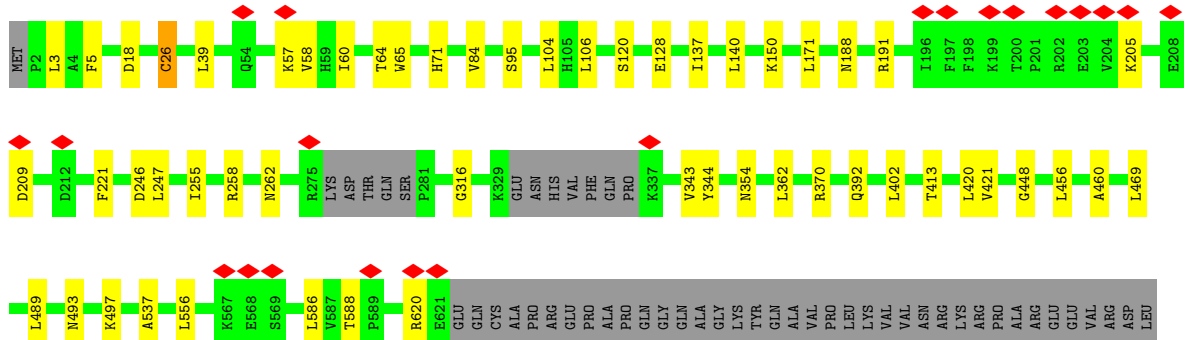 MET P2 L3 A4 F5 D18 C26 L39 Q54 K57 V58 H59 I60 T64 W65 H71 V84 S95 L104 H105 L106 S120 E128 I137 L140 K150 L171 N188 R191 I196 F197 F198 K199 T200 P201 R202 E203 V204 K205 E208
D209 D212 F221 D246 L247 I255 R258 N262 R275 LYS ASP THR GLN SER P281 G316 K329 GLU ASN HIS VAL PHE GLN PRO K337 V343 Y344 N354 L362 R370 Q392 L402 T413 L420 V421 G448 L456 A460 L469
L489 N493 K497 A537 L556 K567 E568 S569 L586 V587 T588 P589 R620 E621 GLU GLN CYS ALA PRO ARG GLU PRO ALA PRO GLN GLY GLN ALA GLY LYS TYR GLN ALA VAL PRO LEU LYS VAL VAL ASN ARG LYS ARG PRO ALA ARG GLU GLU VAL ARG ASP LEU